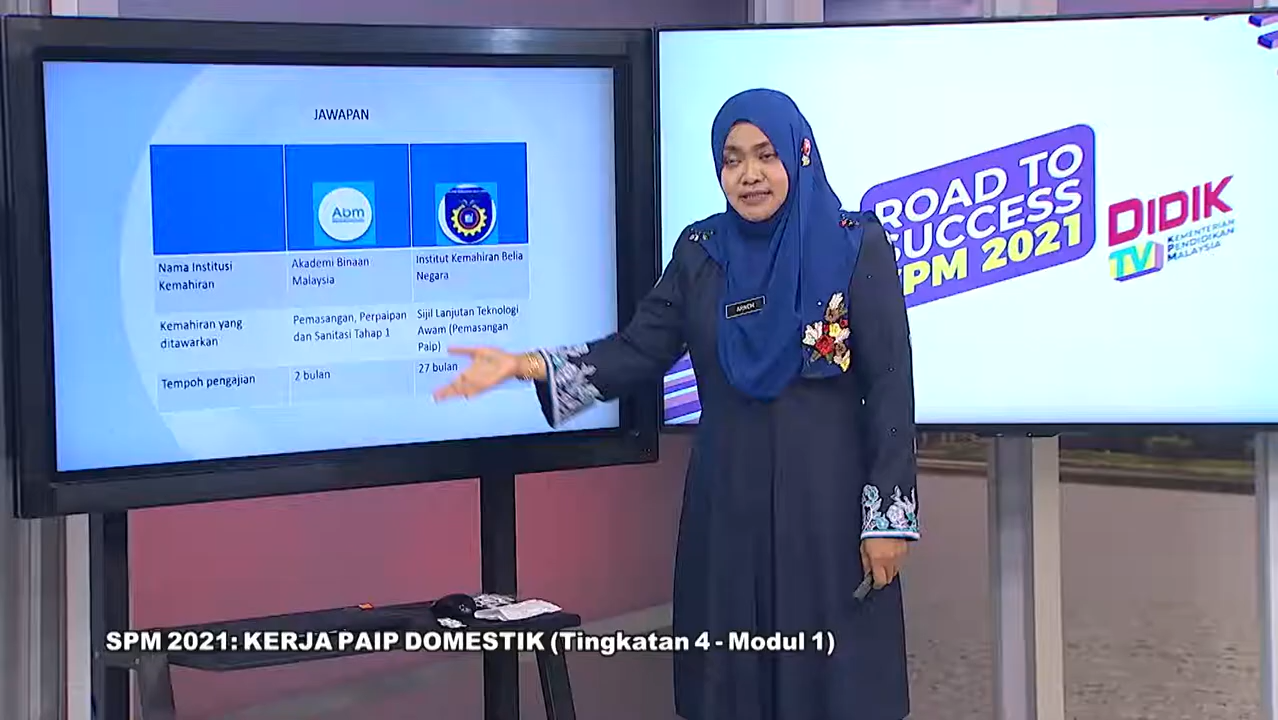 JAWAPAN
Abm
Nama Institusi
Kemahiran
Akademi Binaan
Malaysia
Institut Kemahiran Belia
Negara
Kemahiran yang
ditawarkan
Pemasangan, Perpaipan
dan Sanitasi Tahap 1
Sijil Lanjutan Teknologi
Awam (Pemasangan
Paip)
Tempoh pengajian
2 bulan
27 bulan
ROAD TO
SUCCESS
SPM 2021
DIDIK
TV
KEMENTERIAN
PENDIDIKAN
MALAYSIA
SPM 2021: KERJA PAIP DOMESTIK (Tingkatan 4 - Modul 1)